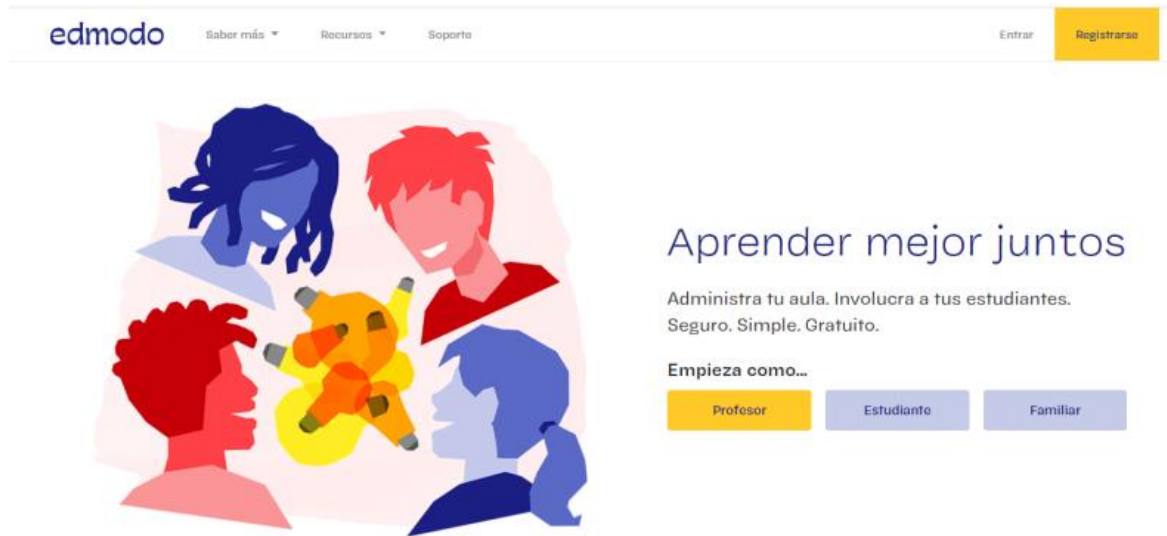 edmodo
Saber más
Recursos
Soporte
Entrar
Registrarse
Aprender mejor juntos
Administra tu aula. Involucra a tus estudiantes.
Seguro. Simple. Gratuito.
Empieza como...
Profesor
Estudiante
Familiar